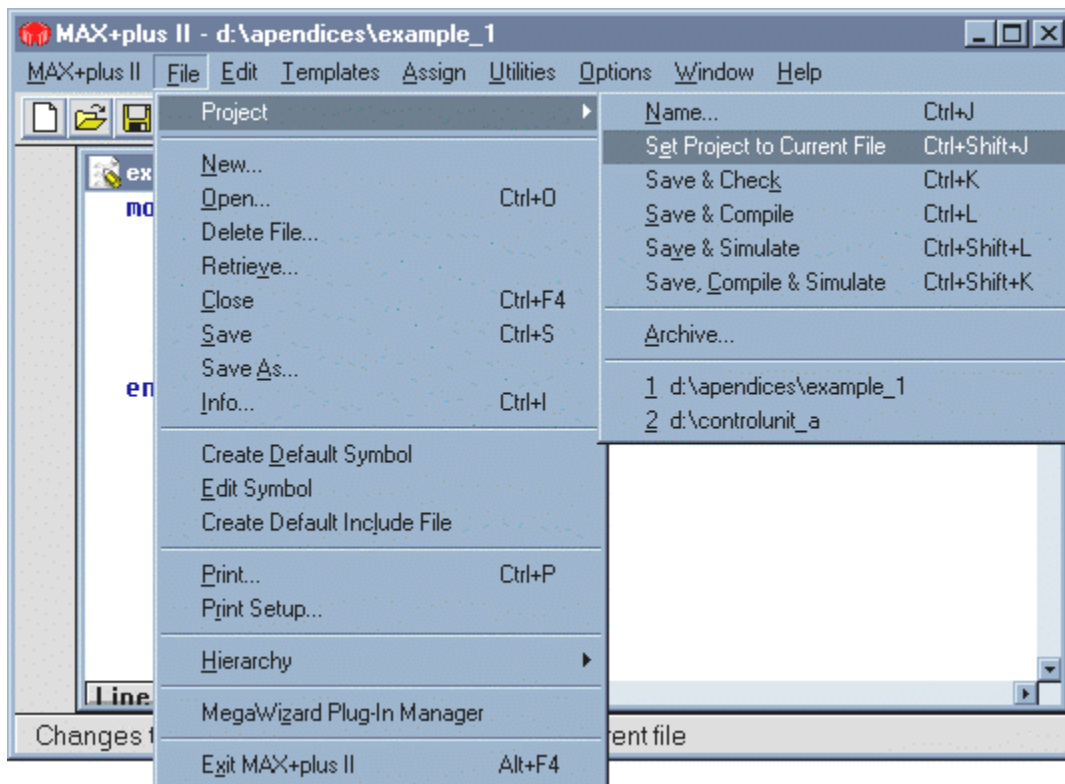 MAX+plus II - d:\apendices\example_1
MAX+plus II File Edit Templates Assign Utilities Options Window Help
Project
Name... Ctrl+J
Set Project to Current File Ctrl+Shift+J
Save & Check Ctrl+K
Save & Compile Ctrl+L
Save & Simulate Ctrl+Shift+L
Save, Compile & Simulate Ctrl+Shift+K
Archive...
1 d:\apendices\example_1
2 d:\controlunit_a
New...
Open... Ctrl+O
Delete File...
Retrieve...
Close Ctrl+F4
Save Ctrl+S
Save As...
Info... Ctrl+I
Create Default Symbol
Edit Symbol
Create Default Include File
Print... Ctrl+P
Print Setup...
Hierarchy
MegaWizard Plug-In Manager
Exit MAX+plus II Alt+F4
ex
mo
en
Line
Changes t
rent file